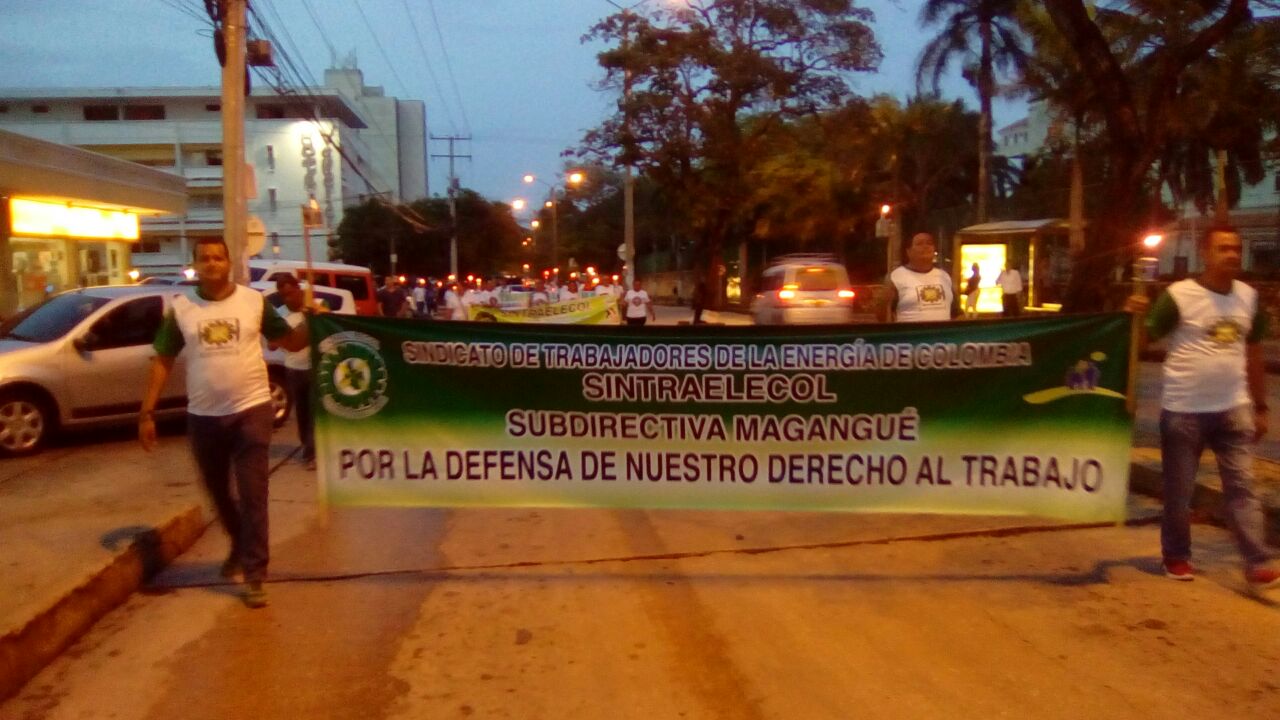 SINDICATO DE TRABAJADORES DE LA ENERGÍA DE COLOMBIA
SINTRAELECOL
SUBDIRECTIVA MAGANGUÉ
POR LA DEFENSA DE NUESTRO DERECHO AL TRABAJO